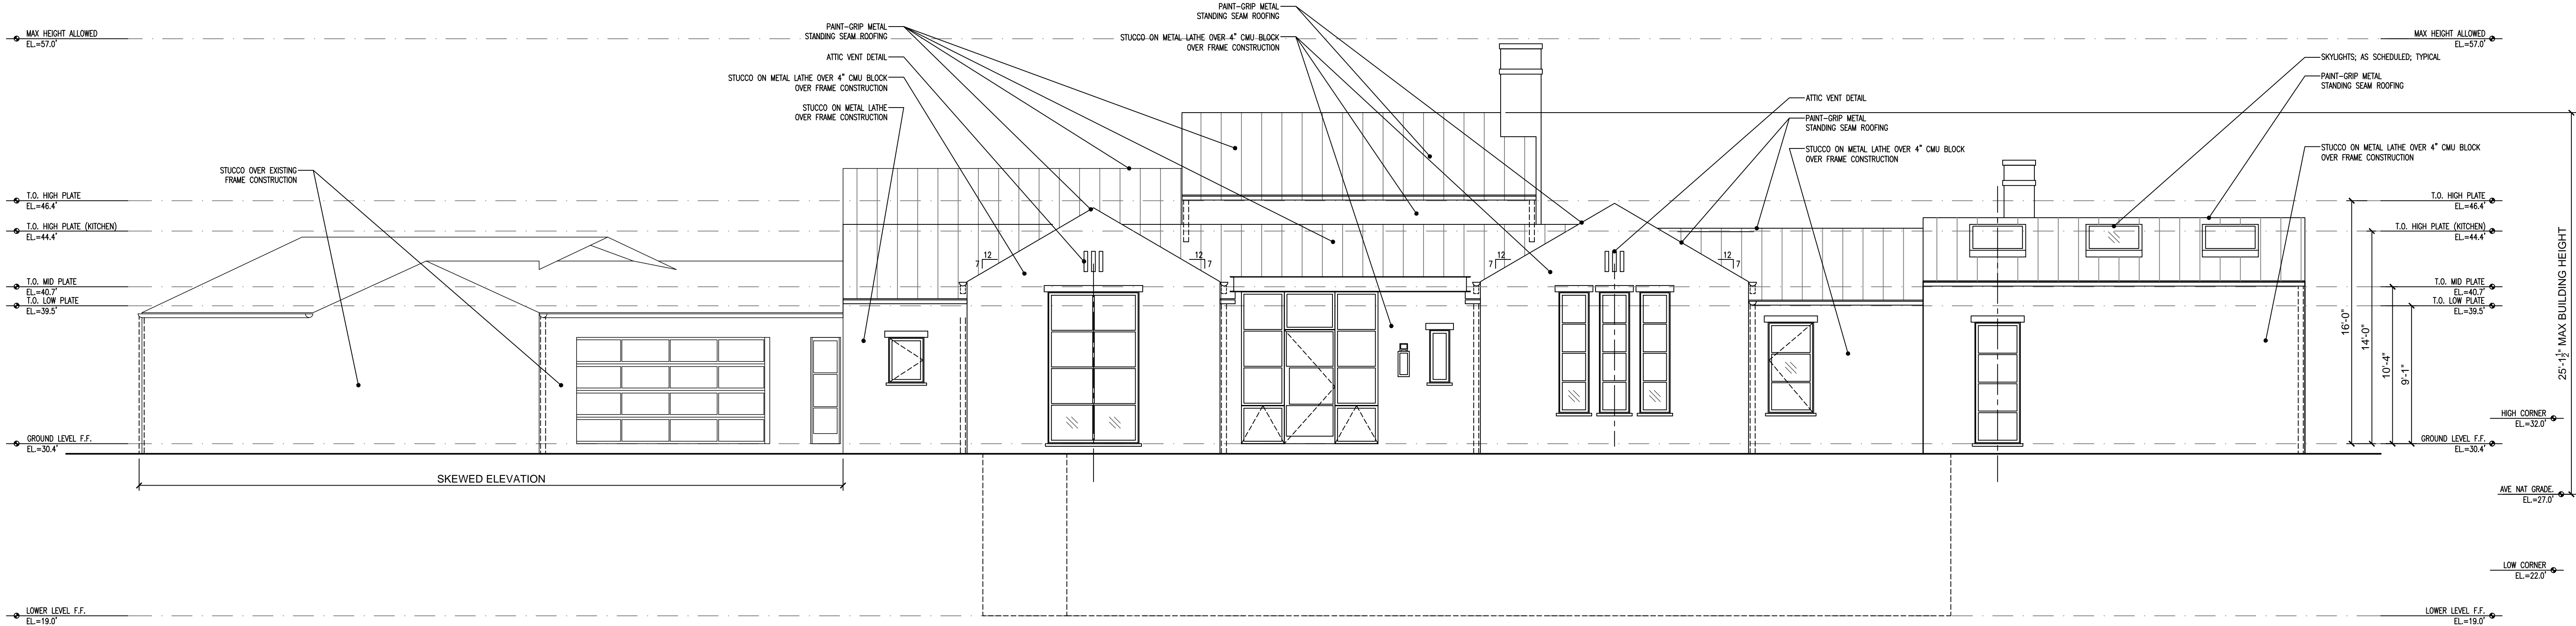 MAX HEIGHT ALLOWED
EL.=57.0'
T.O. HIGH PLATE
EL.=46.4'
T.O. HIGH PLATE (KITCHEN)
EL.=44.4'
T.O. MID PLATE
EL.=40.7'
T.O. LOW PLATE
EL.=39.5'
GROUND LEVEL F.F.
EL.=30.4'
LOWER LEVEL F.F.
EL.=19.0'
STUCCO OVER EXISTING
FRAME CONSTRUCTION
SKEWED ELEVATION
PAINT-GRIP METAL
STANDING SEAM ROOFING
ATTIC VENT DETAIL
STUCCO ON METAL LATHE OVER 4" CMU BLOCK
OVER FRAME CONSTRUCTION
STUCCO ON METAL LATHE
OVER FRAME CONSTRUCTION
12
7
12
7
PAINT-GRIP METAL
STANDING SEAM ROOFING
STUCCO ON METAL LATHE OVER 4" CMU BLOCK
OVER FRAME CONSTRUCTION
12
7
12
7
ATTIC VENT DETAIL
PAINT-GRIP METAL
STANDING SEAM ROOFING
STUCCO ON METAL LATHE OVER 4" CMU BLOCK
OVER FRAME CONSTRUCTION
SKYLIGHTS; AS SCHEDULED; TYPICAL
PAINT-GRIP METAL
STANDING SEAM ROOFING
STUCCO ON METAL LATHE OVER 4" CMU BLOCK
OVER FRAME CONSTRUCTION
MAX HEIGHT ALLOWED
EL.=57.0'
T.O. HIGH PLATE
EL.=46.4'
T.O. HIGH PLATE (KITCHEN)
EL.=44.4'
T.O. MID PLATE
EL.=40.7'
T.O. LOW PLATE
EL.=39.5'
16'-0"
14'-0"
10'-4"
9'-1"
25'-1½" MAX BUILDING HEIGHT
HIGH CORNER
EL.=32.0'
GROUND LEVEL F.F.
EL.=30.4'
AVE NAT GRADE.
EL.=27.0'
LOW CORNER
EL.=22.0'
LOWER LEVEL F.F.
EL.=19.0'